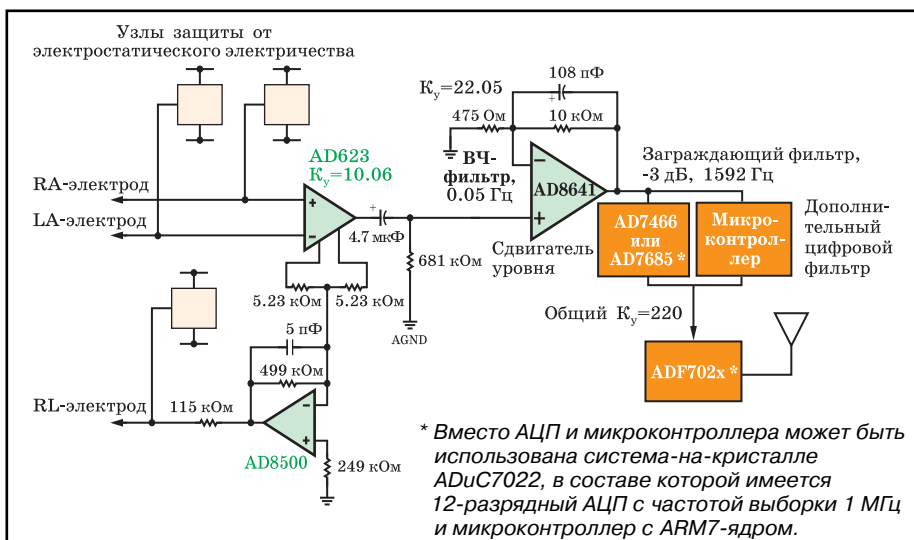 Узлы защиты от
электростатического электричества
RA-электрод
LA-электрод
AD623
Ку=10.06
+
−
4.7 мкФ
+
5.23 кОм
5.23 кОм
681 кОм
AGND
ВЧ-
фильтр,
0.05 Гц
Ку=22.05
475 Ом
108 пФ
+
10 кОм
−
AD8641
+
Сдвигатель
уровня
Заграждающий фильтр,
-3 дБ, 1592 Гц
AD7466
или
AD7685 *
Микро-
контрол-
лер
Дополни-
тельный
цифровой
фильтр
Общий Ку=220
ADF702x *
RL-электрод
115 кОм
5 пФ
499 кОм
−
+
AD8500
249 кОм
* Вместо АЦП и микроконтроллера может быть
использована система-на-кристалле
ADuC7022, в составе которой имеется
12-разрядный АЦП с частотой выборки 1 МГц
и микроконтроллер с ARM7-ядром.